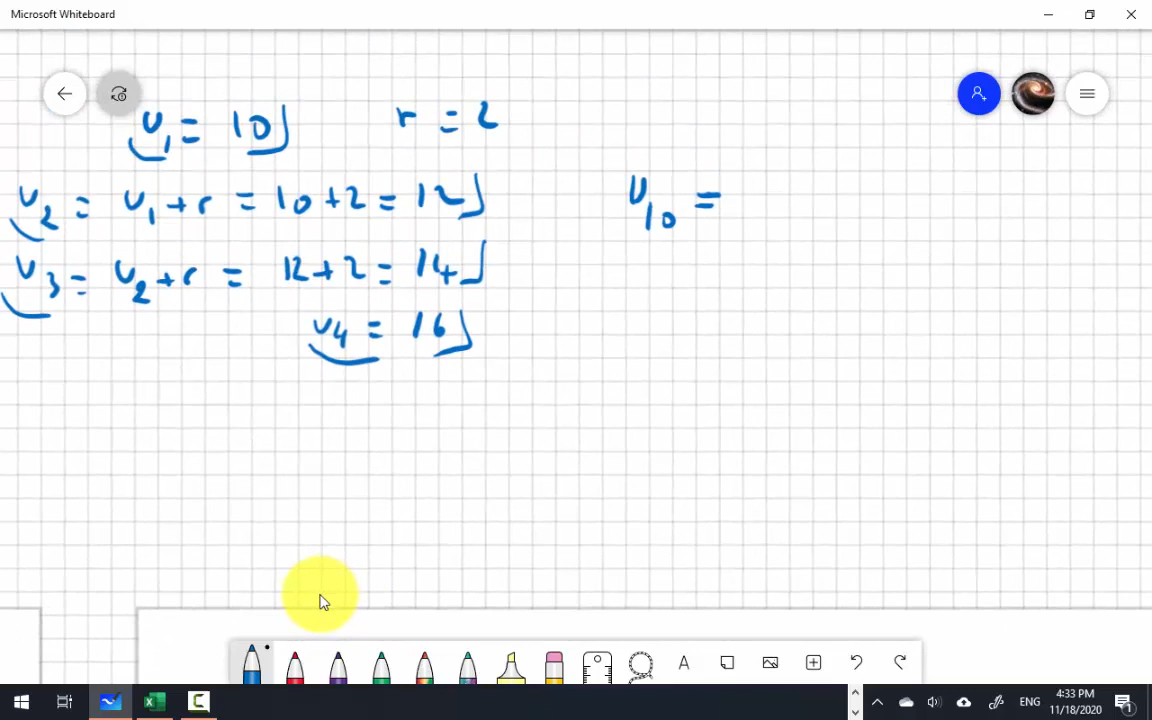 Microsoft Whiteboard
U₁ = 10 r = 2
U₂ = U₁ + r = 10 + 2 = 12
U₁₀ =
U₃ = U₂ + r = 12 + 2 = 14
U₄ = 16
A
ENG
4:33 PM
11/18/2020
1